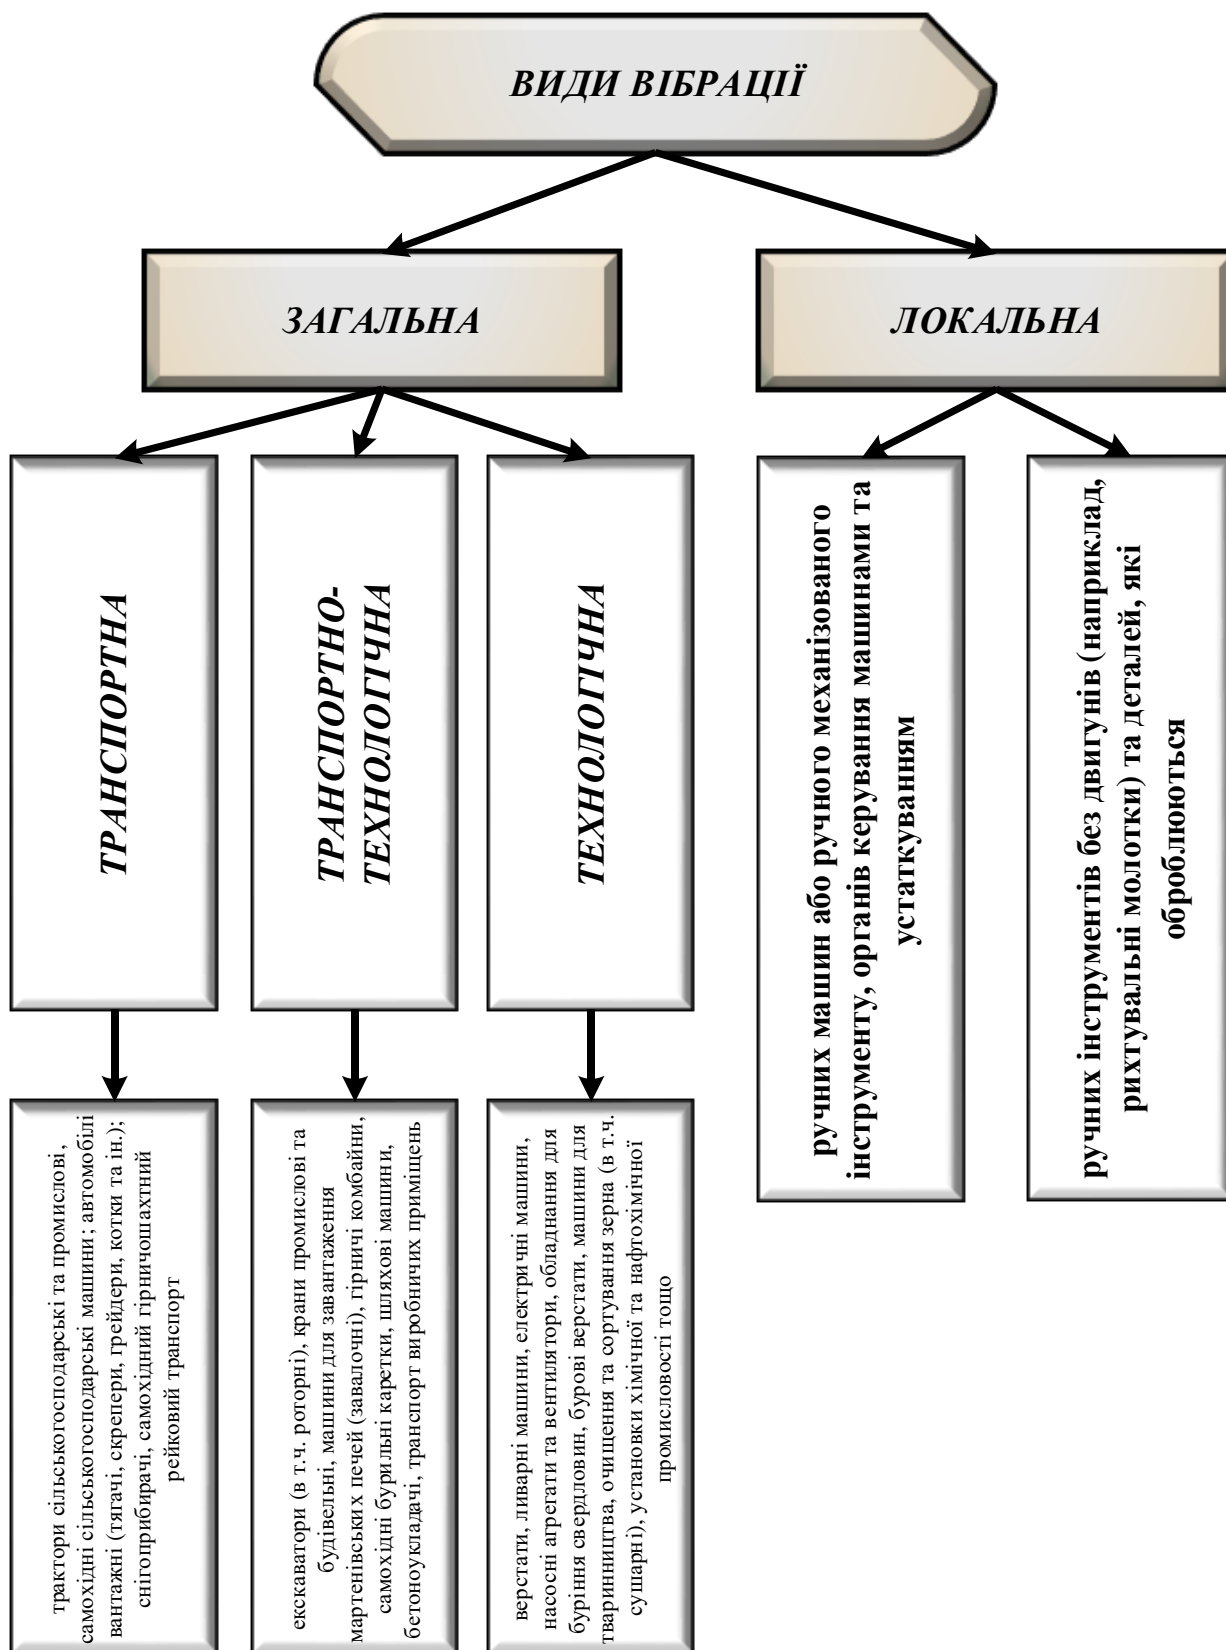 ВИДИ ВІБРАЦІЇ
ЗАГАЛЬНА
ЛОКАЛЬНА
ТРАНСПОРТНА
ТРАНСПОРТНО-
ТЕХНОЛОГІЧНА
ТЕХНОЛОГІЧНА
ручних машин або ручного механізованого
інструменту, органів керування машинами та
устаткуванням
ручних інструментів без двигунів (наприклад,
рихтувальні молотки) та деталей, які
оброблюються
трактори сільськогосподарські та промислові,
самохідні сільськогосподарські машини; автомобілі
вантажні (тягачі, скрепери, грейдери, котки та ін.);
снігоприбирачі, самохідний гірничошахтний
рейковий транспорт
екскаватори (в т.ч. роторні), крани промислові та
будівельні, машини для завантаження
мартенівських печей (завалочні), гірничі комбайни,
самохідні бурильні каретки, шляхові машини,
бетоноукладачі, транспорт виробничих приміщень
верстати, ливарні машини, електричні машини,
насосні агрегати та вентилятори, обладнання для
буріння свердловин, бурові верстати, машини для
тваринництва, очищення та сортування зерна (в т.ч.
сушарні), установки хімічної та нафтохімічної
промисловості тощо